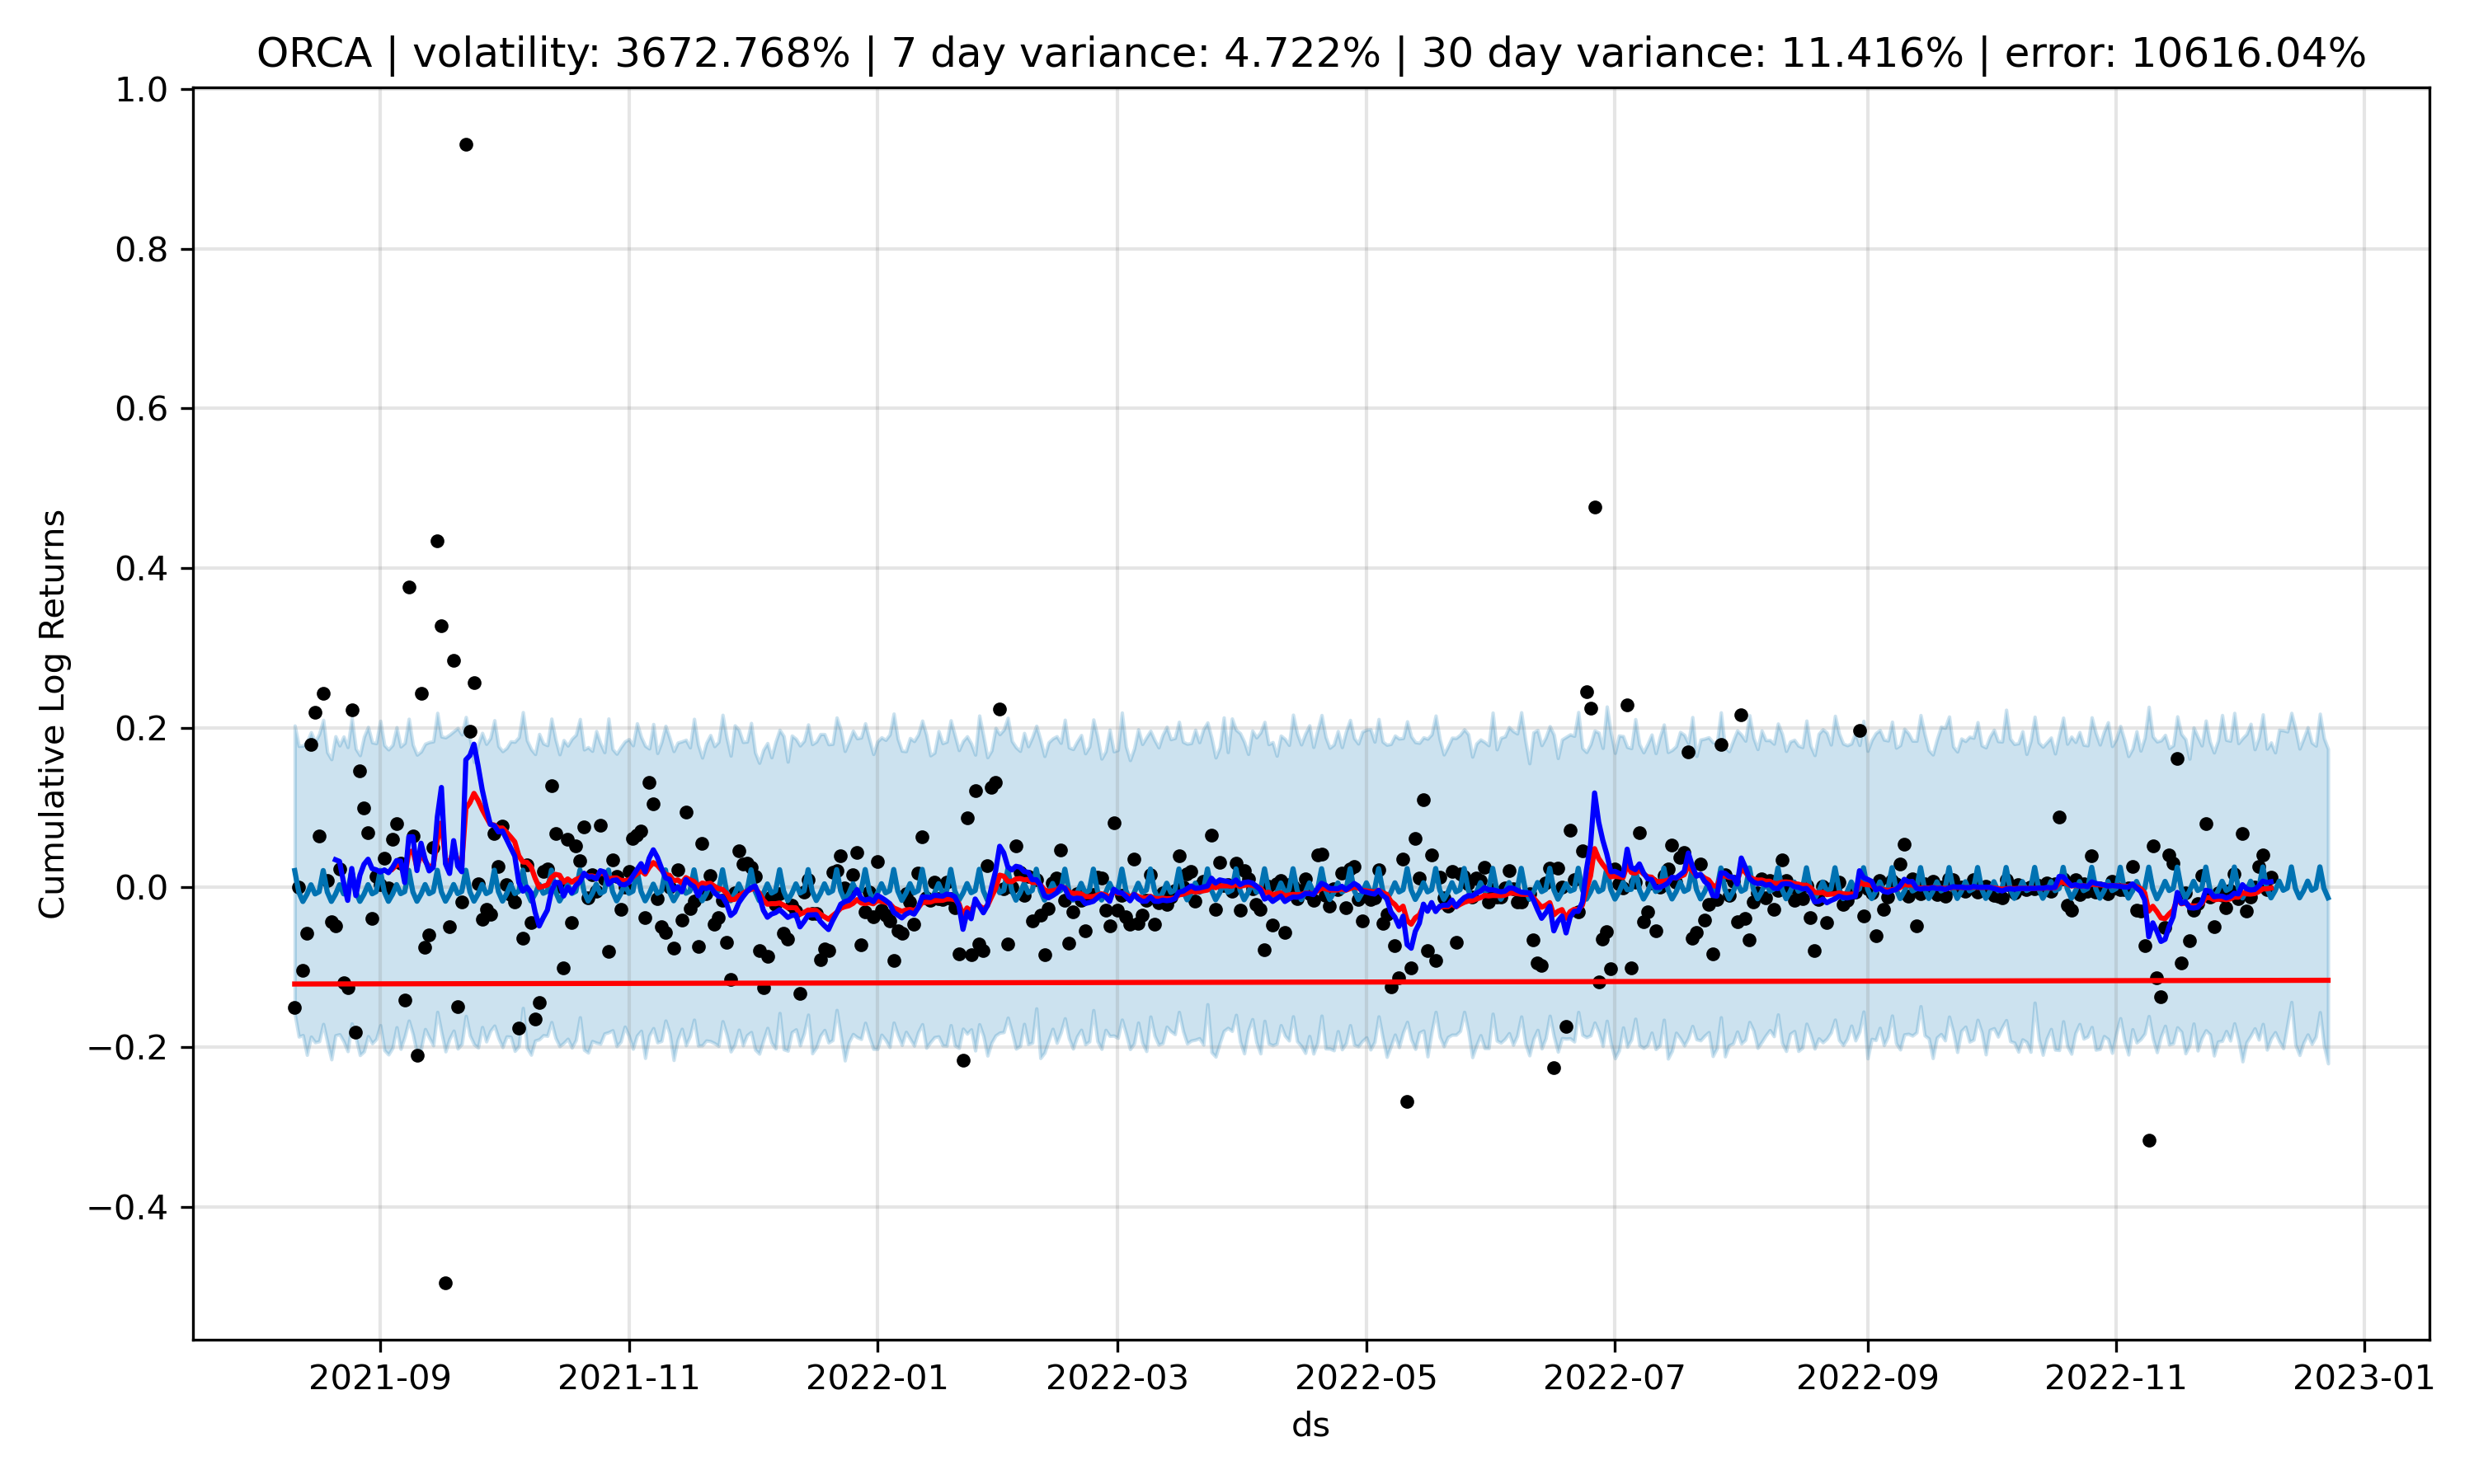 ORCA | volatility: 3672.768% | 7 day variance: 4.722% | 30 day variance: 11.416% | error: 10616.04%
1.0
0.8
0.6
0.4
0.2
0.0
−0.2
−0.4
Cumulative Log Returns
2021-09 2021-11 2022-01 2022-03 2022-05 2022-07 2022-09 2022-11 2023-01
ds